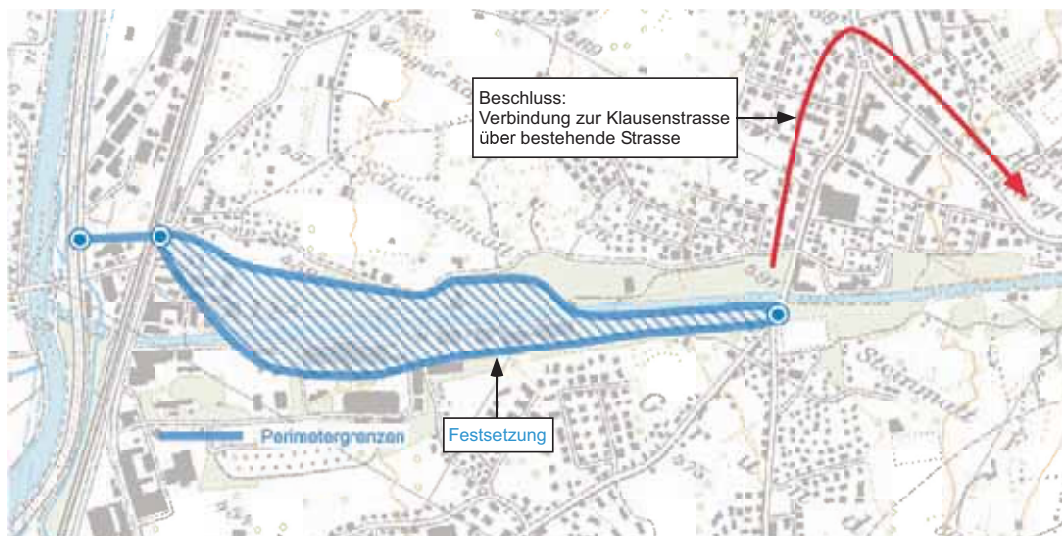 Beschluss:
Verbindung zur Klausenstrasse
über bestehende Strasse
Festsetzung
Perimetergrenzen